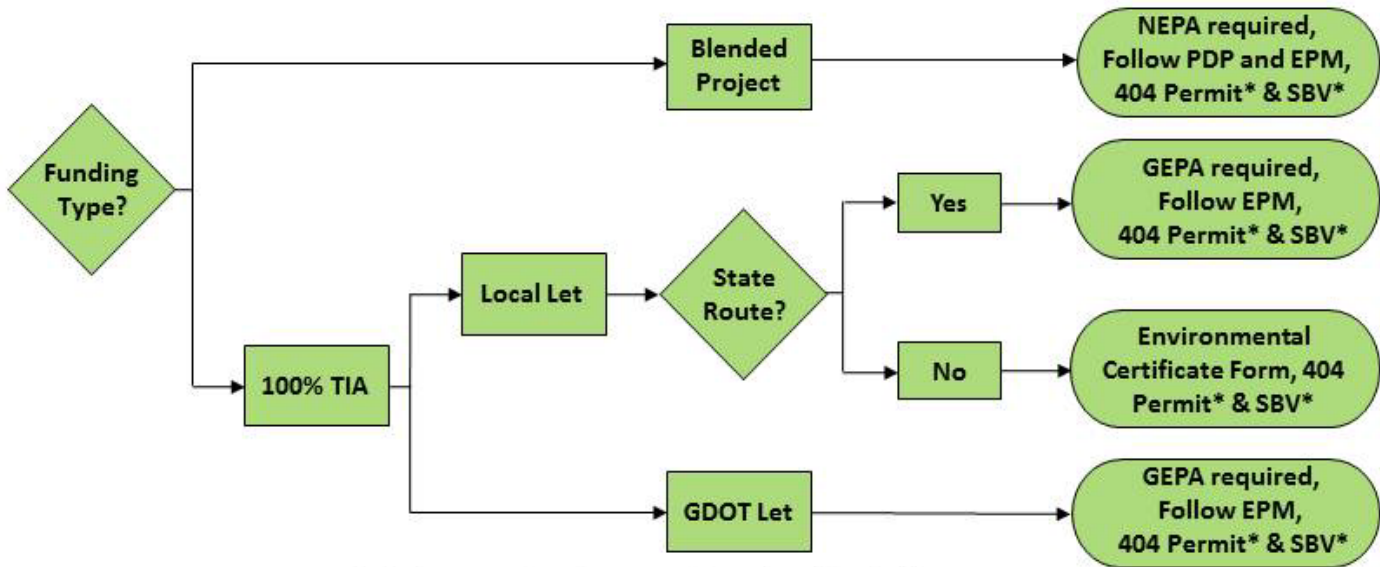 Funding
Type?
Blended
Project
NEPA required,
Follow PDP and EPM,
404 Permit* & SBV*
100% TIA
Local Let
State
Route?
Yes
GEPA required,
Follow EPM,
404 Permit* & SBV*
No
Environmental
Certificate Form, 404
Permit* & SBV*
GDOT Let
GEPA required,
Follow EPM,
404 Permit* & SBV*